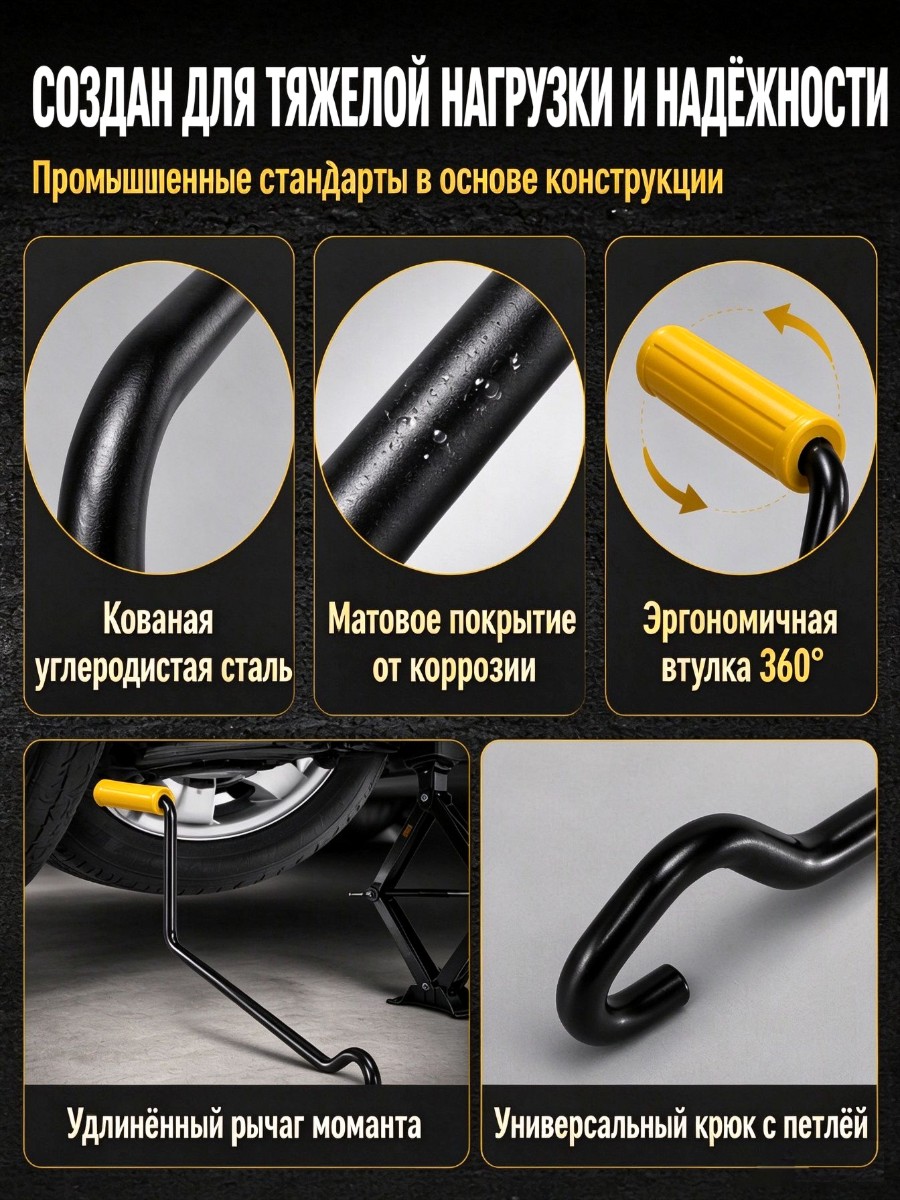 СОЗДАН ДЛЯ ТЯЖЕЛОЙ НАГРУЗКИ И НАДЁЖНОСТИ
Промышшенные стандарты в основе конструкции
Кованая
углеродистая сталь
Матовое покрытие
от коррозии
Эргономичная
втулка 360°
Удлинённый рычаг моманта
Универсальный крюк с петлёй